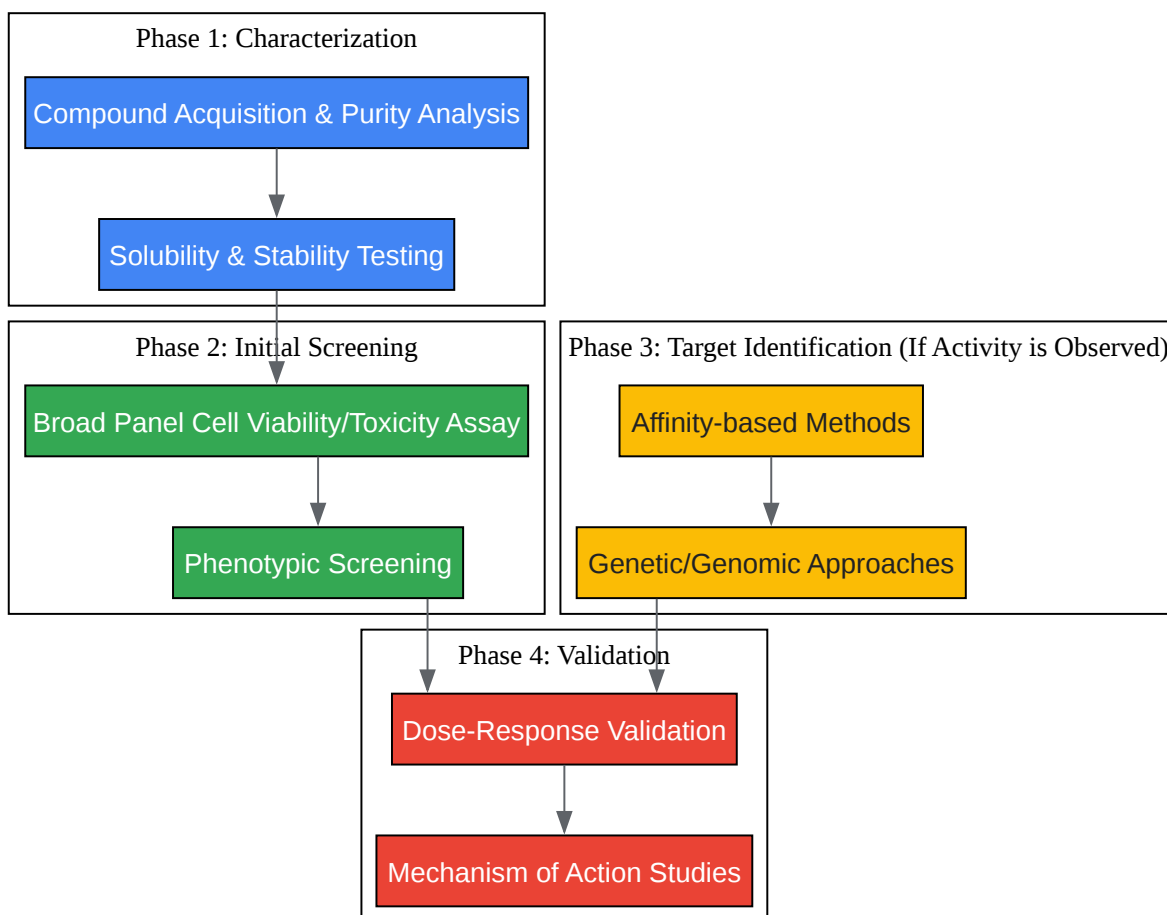 Phase 1: Characterization
Compound Acquisition & Purity Analysis
Solubility & Stability Testing
Phase 2: Initial Screening
Broad Panel Cell Viability/Toxicity Assay
Phenotypic Screening
Phase 3: Target Identification (If Activity is Observed)
Affinity-based Methods
Genetic/Genomic Approaches
Phase 4: Validation
Dose-Response Validation
Mechanism of Action Studies